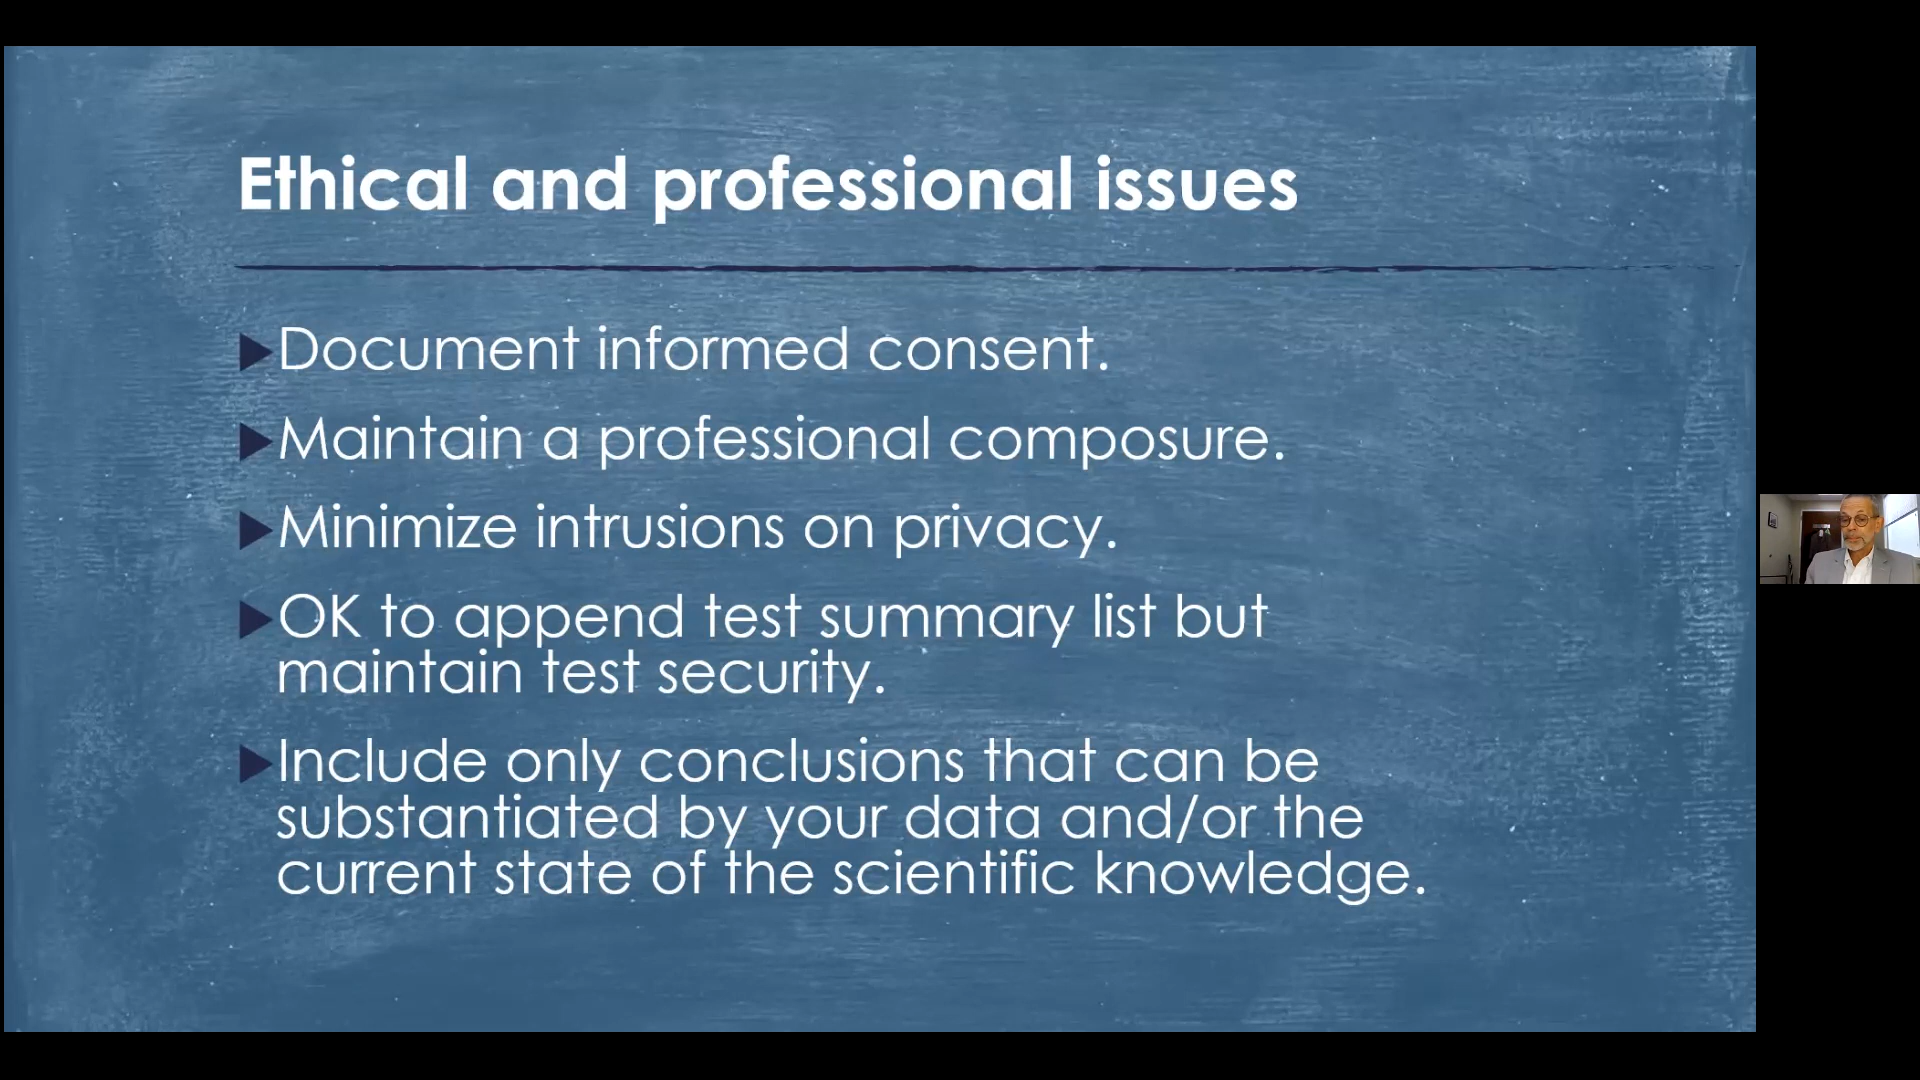 Ethical and professional issues
Document informed consent.
Maintain a professional composure.
Minimize intrusions on privacy.
OK to append test summary list but
maintain test security.
Include only conclusions that can be
substantiated by your data and/or the
current state of the scientific knowledge.